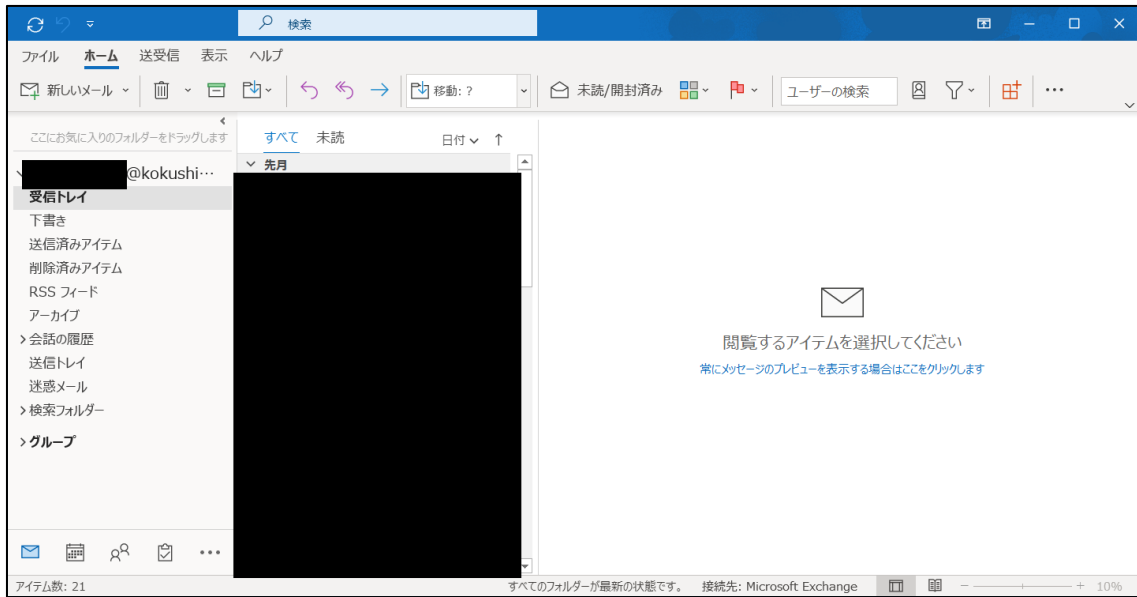 検索
ファイル ホーム 送受信 表示 ヘルプ
新しいメール 移動: ? 未読/開封済み ユーザーの検索
ここにお気に入りのフォルダーをドラッグします
すべて 未読 日付 ↑
先月
@kokushi…
受信トレイ
下書き
送信済みアイテム
削除済みアイテム
RSS フィード
アーカイブ
会話の履歴
送信トレイ
迷惑メール
検索フォルダー
グループ
閲覧するアイテムを選択してください
常にメッセージのプレビューを表示する場合はここをクリックします
アイテム数: 21 すべてのフォルダーが最新の状態です。 接続先: Microsoft Exchange 10%